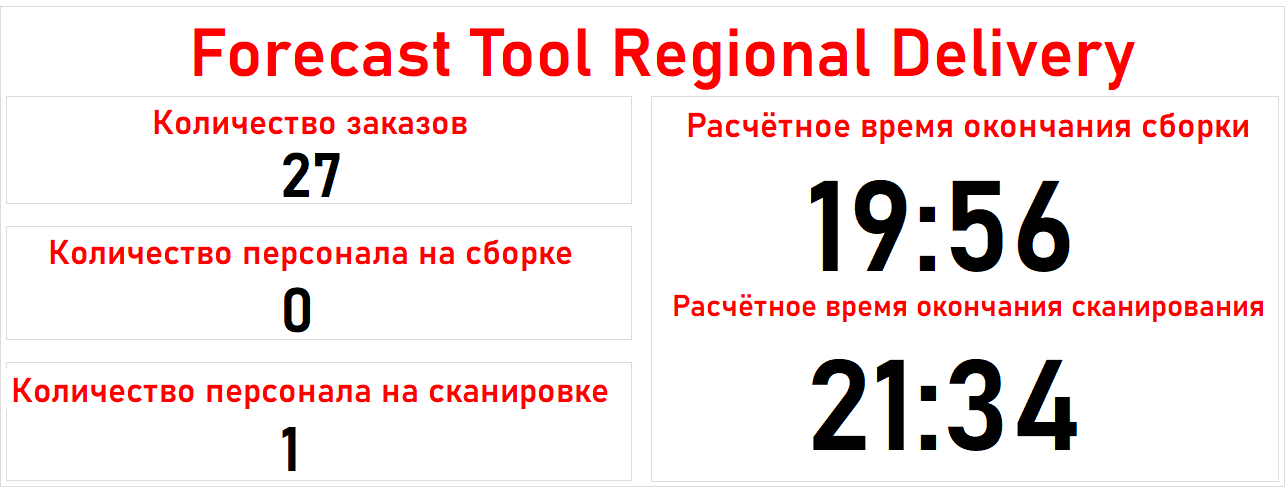 Forecast Tool Regional Delivery
Количество заказов
27
Количество персонала на сборке
0
Количество персонала на сканировке
1
Расчётное время окончания сборки
19:56
Расчётное время окончания сканирования
21:34